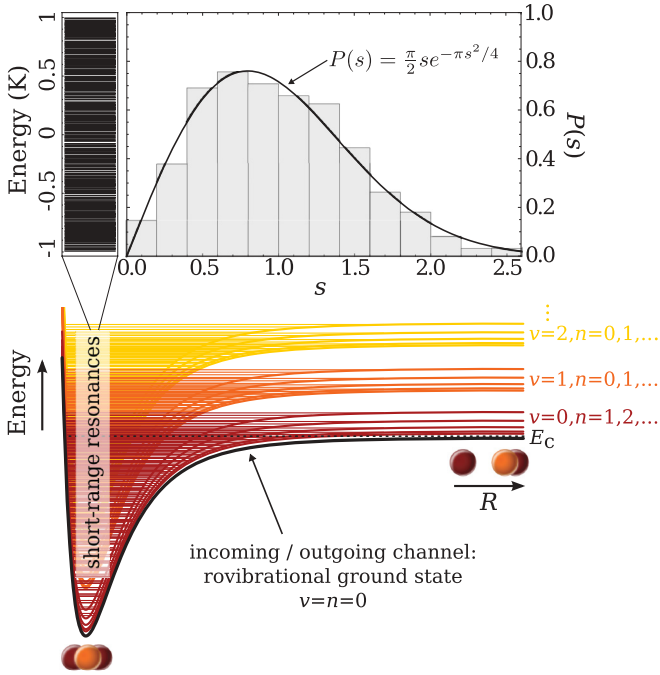 Energy (K)
1
0.5
0
-0.5
-1
P(s) = π/2 se^{-πs²/4}
1.0
0.8
0.6
0.4
0.2
0.0
P(s)
0.0 0.5 1.0 1.5 2.0 2.5
s
Energy
short-range resonances
⋮
v=2,n=0,1,...
v=1,n=0,1,...
v=0,n=1,2,...
E_C
R
incoming / outgoing channel:
rovibrational ground state
v=n=0